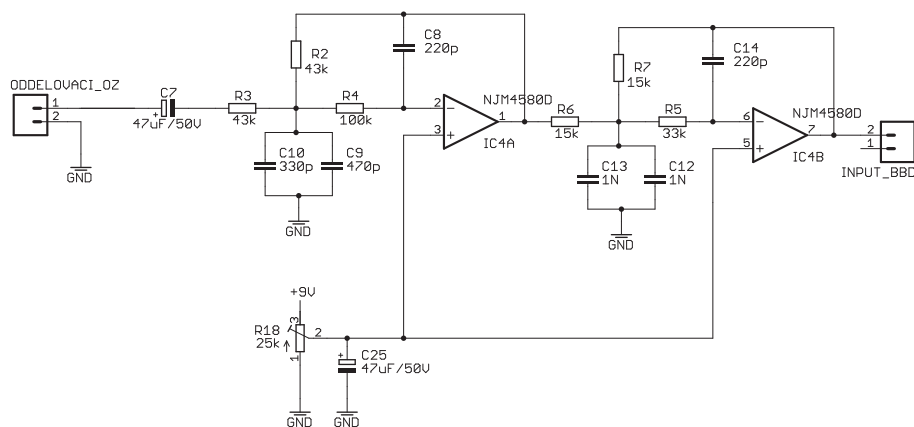 ODDELOVACI_OZ
1
2
GND
C7
+
47uF/50V
R3
43k
R2
43k
R4
100k
C8
220p
C10
330p
C9
470p
GND
2
3
-
+
1
NJM4580D
IC4A
R6
15k
R7
15k
R5
33k
C14
220p
C13
1N
C12
1N
GND
6
5
-
+
7
NJM4580D
IC4B
2
1
INPUT_BBD
+9V
R18
25k
3
2
1
GND
+
C25
47uF/50V
GND